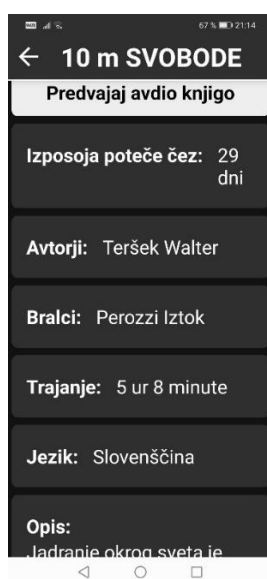 67 % 21:14
← 10 m SVOBODE
Predvajaj avdio knjigo
Izposoja poteče čez: 29
dni
Avtorji: Teršek Walter
Bralci: Perozzi Iztok
Trajanje: 5 ur 8 minute
Jezik: Slovenščina
Opis:
Jadranje okrog sveta je